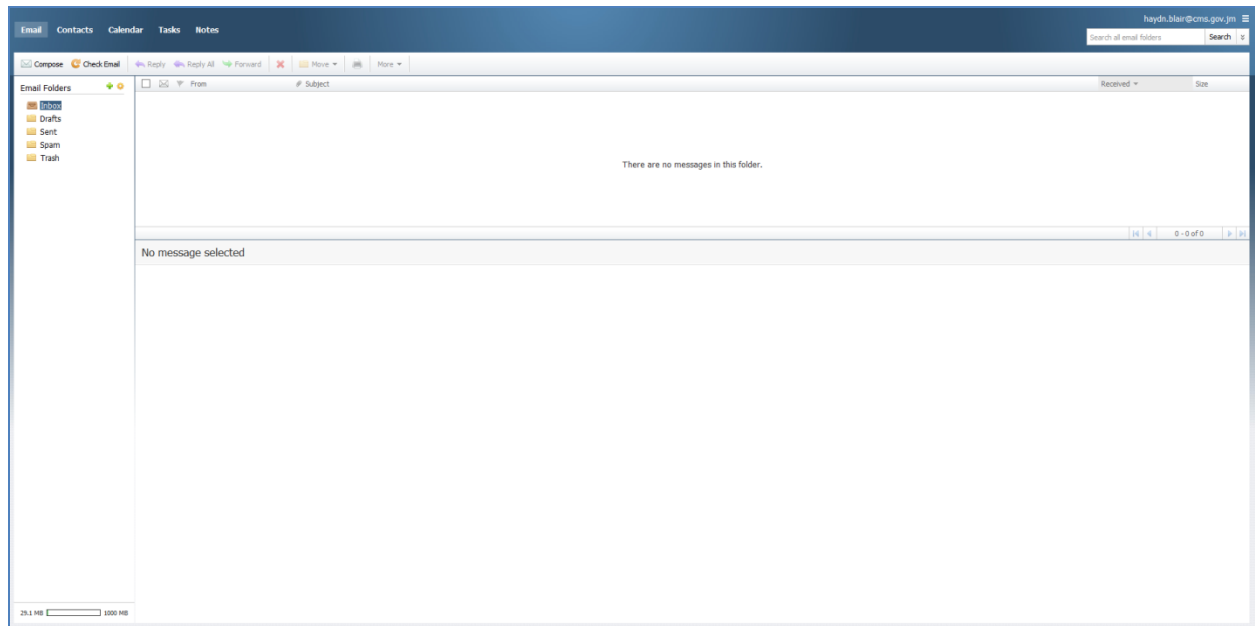 haydn.blair@cms.gov.jm
Email Contacts Calendar Tasks Notes
Search all email folders Search
Compose Check Email Reply Reply All Forward Move More
Email Folders From Subject Received Size
Inbox
Drafts
Sent
Spam
Trash
There are no messages in this folder.
0 - 0 of 0
No message selected
29.1 MB 1000 MB